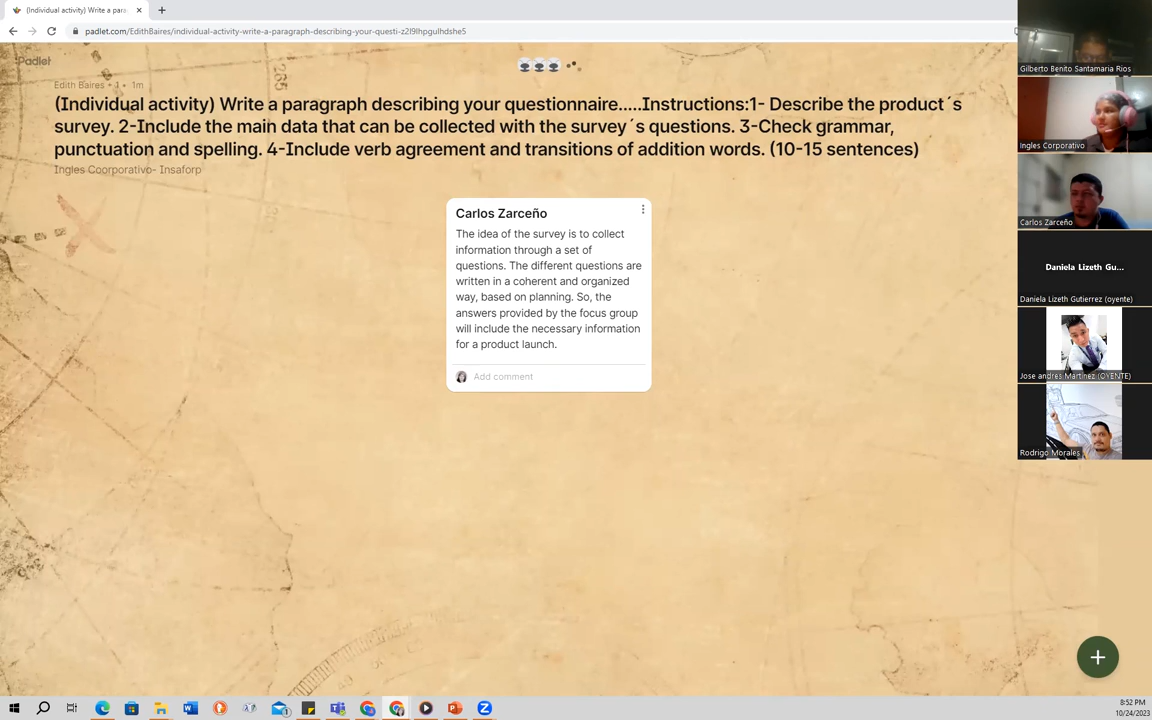 (Individual activity) Write a para
padlet.com/EdithBaires/individual-activity-write-a-paragraph-describing-your-questi-z2l9lhpgulhdshe5
Padlet
Edith Baires + 1 • 1m
(Individual activity) Write a paragraph describing your questionnaire.....Instructions:1- Describe the product´s
survey. 2-Include the main data that can be collected with the survey´s questions. 3-Check grammar,
punctuation and spelling. 4-Include verb agreement and transitions of addition words. (10-15 sentences)
Ingles Coorporativo- Insaforp
Carlos Zarceño
The idea of the survey is to collect
information through a set of
questions. The different questions are
written in a coherent and organized
way, based on planning. So, the
answers provided by the focus group
will include the necessary information
for a product launch.
Add comment
Gilberto Benito Santamaria Rios
Ingles Corporativo
Carlos Zarceño
Daniela Lizeth Gu...
Daniela Lizeth Gutierrez (oyente)
Jose andres Martinez (OYENTE)
Rodrigo Morales
8:52 PM
10/24/2023